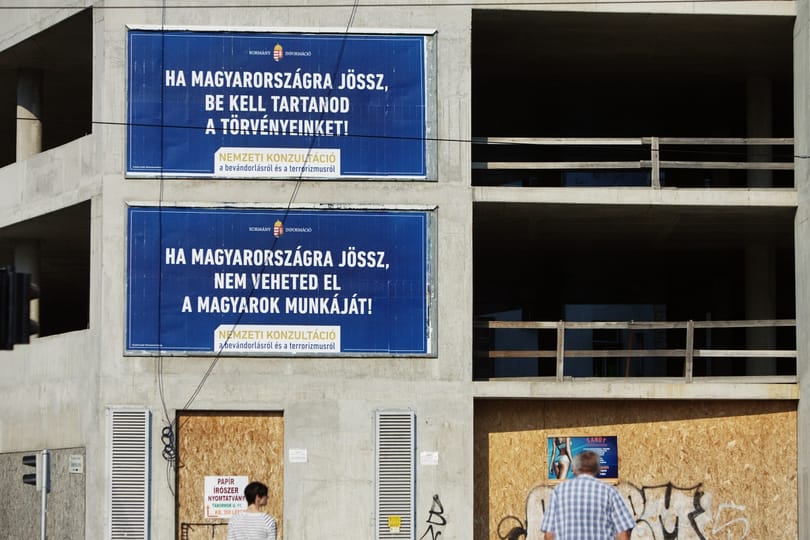 KORMÁNY INFORMÁCIÓ
HA MAGYARORSZÁGRA JÖSSZ,
BE KELL TARTANOD
A TÖRVÉNYEINKET!
NEMZETI KONZULTÁCIÓ
a bevándorlásról és a terrorizmusról
KORMÁNY INFORMÁCIÓ
HA MAGYARORSZÁGRA JÖSSZ,
NEM VEHETED EL
A MAGYAROK MUNKÁJÁT!
NEMZETI KONZULTÁCIÓ
a bevándorlásról és a terrorizmusról
PAPÍR
ÍRÓSZER
NYOMTATVÁNY